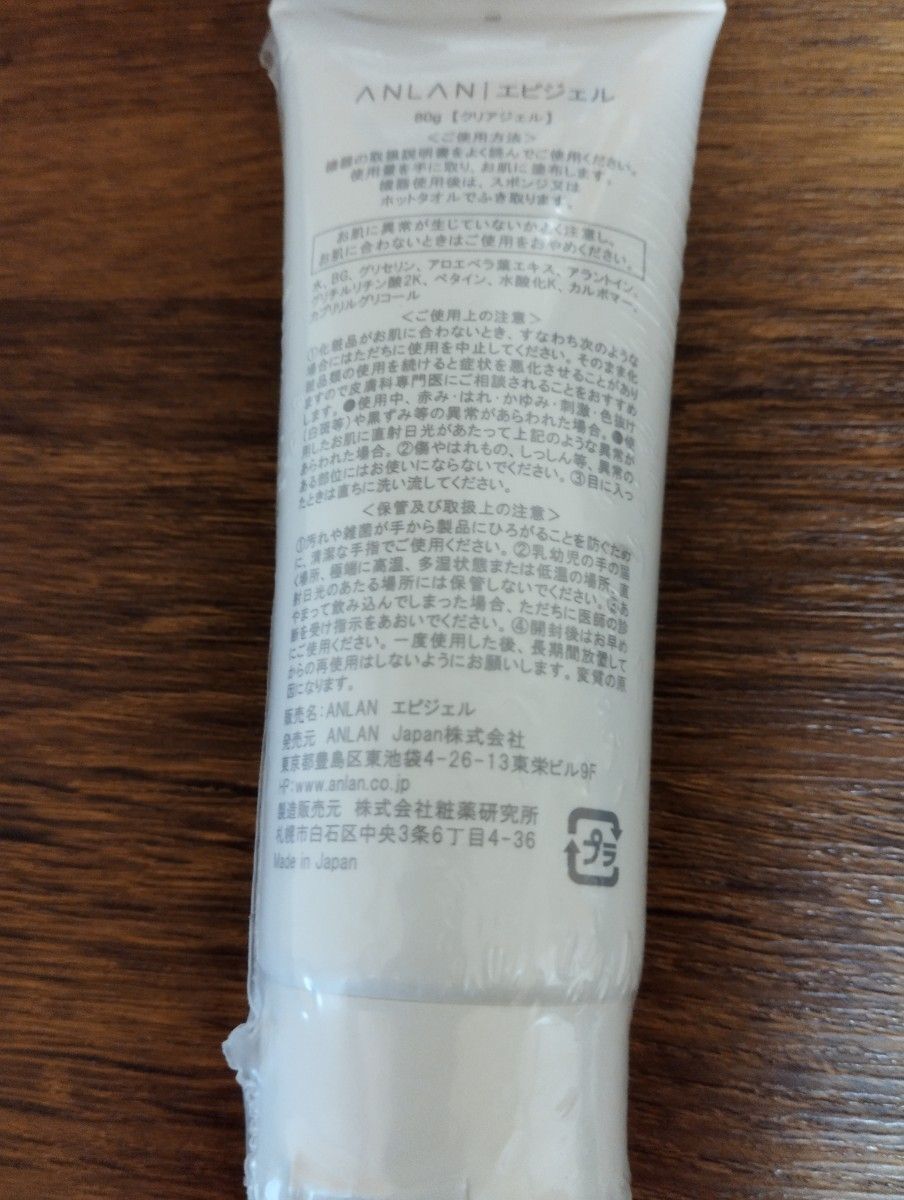 ANLAN | エピジェル
80g【クリアジェル】
<ご使用方法>
機器の取扱説明書をよく読んでご使用ください。
使用量を手に取り、お肌に塗布します。
機器使用後は、スポンジ又は
ホットタオルでふき取ります。
お肌に異常が生じていないかよく注意し、
お肌に合わないときはご使用をおやめください。
水、BG、グリセリン、アロエベラ葉エキス、アラントイン、
グリチルリチン酸2K、ベタイン、水酸化K、カルボマー、
カプリリルグリコール
<ご使用上の注意>
①化粧品がお肌に合わないとき、すなわち次のような
場合にはただちに使用を中止してください。そのまま化
粧品類の使用を続けると症状を悪化させることがあり
ますので皮膚科専門医にご相談されることをおすすめ
します。●使用中、赤み・はれ・かゆみ・刺激・色抜け
(白斑等)や黒ずみ等の異常があらわれた場合。●使
用したお肌に直射日光があたって上記のような異常が
あらわれた場合。②傷やはれもの、しっしん等、異常の
ある部位にはお使いにならないでください。③目に入っ
たときは直ちに洗い流してください。
<保管及び取扱上の注意>
①汚れや雑菌が手から製品にひろがることを防ぐため
に、清潔な手指でご使用ください。②乳幼児の手の届
く場所、極端に高温、多湿状態または低温の場所、直
射日光のあたる場所には保管しないでください。③あ
やまって飲み込んでしまった場合、ただちに医師の診
断を受け指示をあおいでください。④開封後はお早め
にご使用ください。一度使用した後、長期間放置して
からの再使用はしないようにお願いします。変質の原
因になります。
販売名:ANLAN エピジェル
発売元 ANLAN Japan株式会社
東京都豊島区東池袋4-26-13東栄ビル9F
HP:www.anlan.co.jp
製造販売元 株式会社粧薬研究所
札幌市白石区中央3条6丁目4-36
Made in Japan
プラ